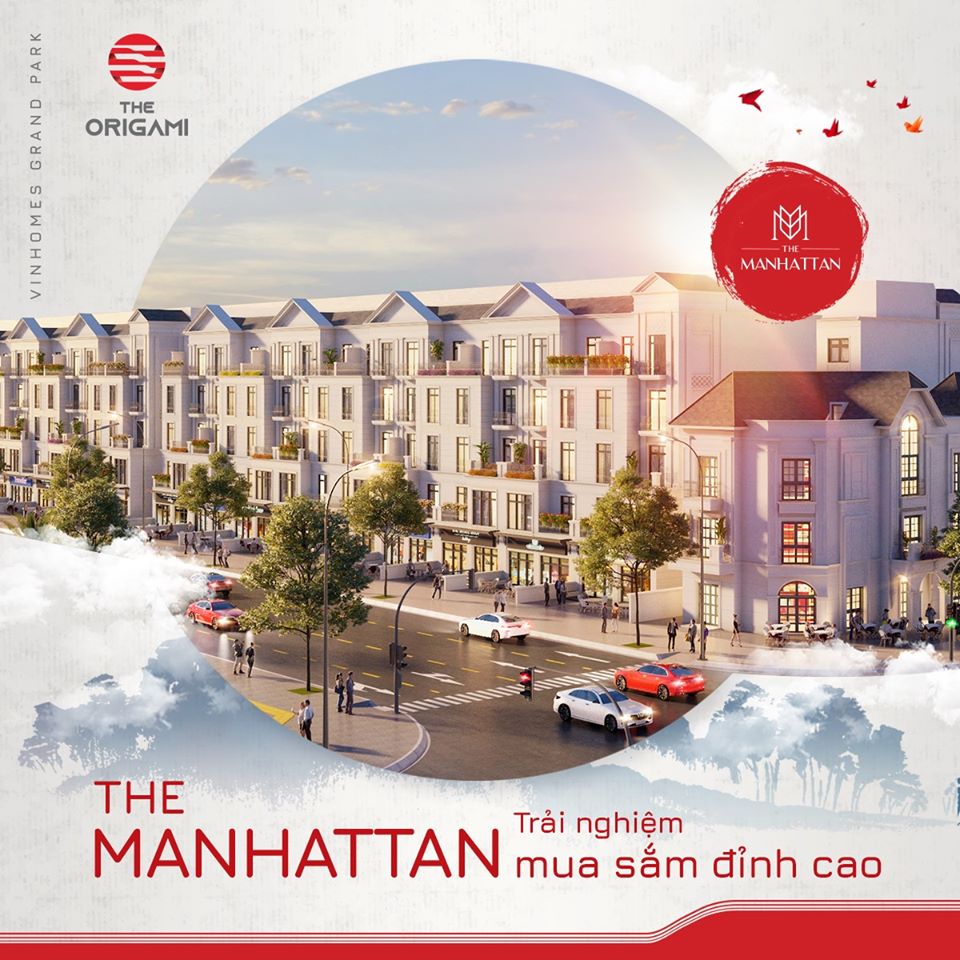 VINHOMES GRAND PARK
THE
ORIGAMI
THE
MANHATTAN
THE
MANHATTAN
Trải nghiệm
mua sắm đỉnh cao